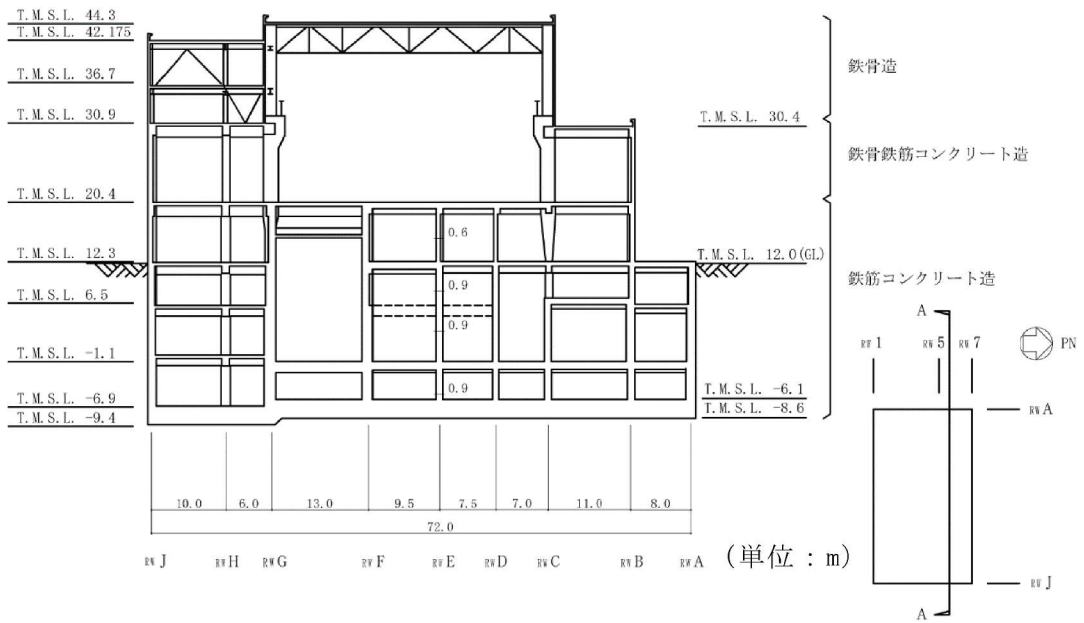 T.M.S.L. 44.3
T.M.S.L. 42.175
T.M.S.L. 36.7
T.M.S.L. 30.9
T.M.S.L. 20.4
T.M.S.L. 12.3
T.M.S.L. 6.5
T.M.S.L. -1.1
T.M.S.L. -6.9
T.M.S.L. -9.4
0.6
0.9
0.9
0.9
T.M.S.L. 30.4
T.M.S.L. 12.0(GL)
T.M.S.L. -6.1
T.M.S.L. -8.6
鉄骨造
鉄骨鉄筋コンクリート造
鉄筋コンクリート造
10.0 6.0 13.0 9.5 7.5 7.0 11.0 8.0
72.0
RW J RW H RW G RW F RW E RW D RW C RW B RW A
(単位：m)
A
RW 1 RW 5 RW 7
PN
RW A
RW J
A